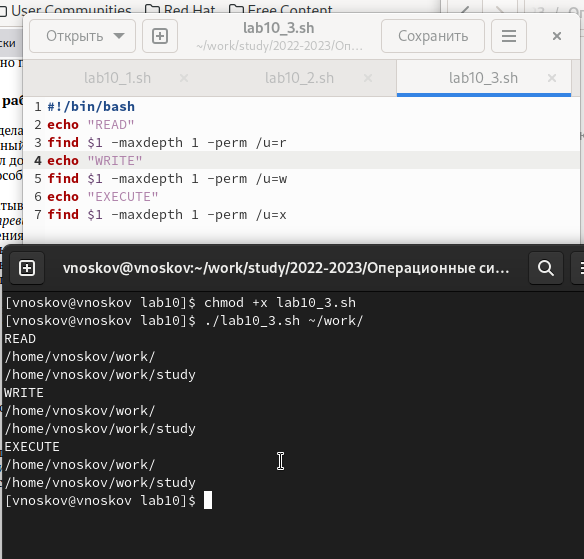 User Communities Red Hat Free Content
Открыть
lab10_3.sh
~/work/study/2022-2023/Оп...
Сохранить
ски
lab10_1.sh × lab10_2.sh × lab10_3.sh ×
1 #!/bin/bash
2 echo "READ"
3 find $1 -maxdepth 1 -perm /u=r
4 echo "WRITE"
5 find $1 -maxdepth 1 -perm /u=w
6 echo "EXECUTE"
7 find $1 -maxdepth 1 -perm /u=x
vnoskov@vnoskov:~/work/study/2022-2023/Операционные си...
[vnoskov@vnoskov lab10]$ chmod +x lab10_3.sh
[vnoskov@vnoskov lab10]$ ./lab10_3.sh ~/work/
READ
/home/vnoskov/work/
/home/vnoskov/work/study
WRITE
/home/vnoskov/work/
/home/vnoskov/work/study
EXECUTE
/home/vnoskov/work/
/home/vnoskov/work/study
[vnoskov@vnoskov lab10]$